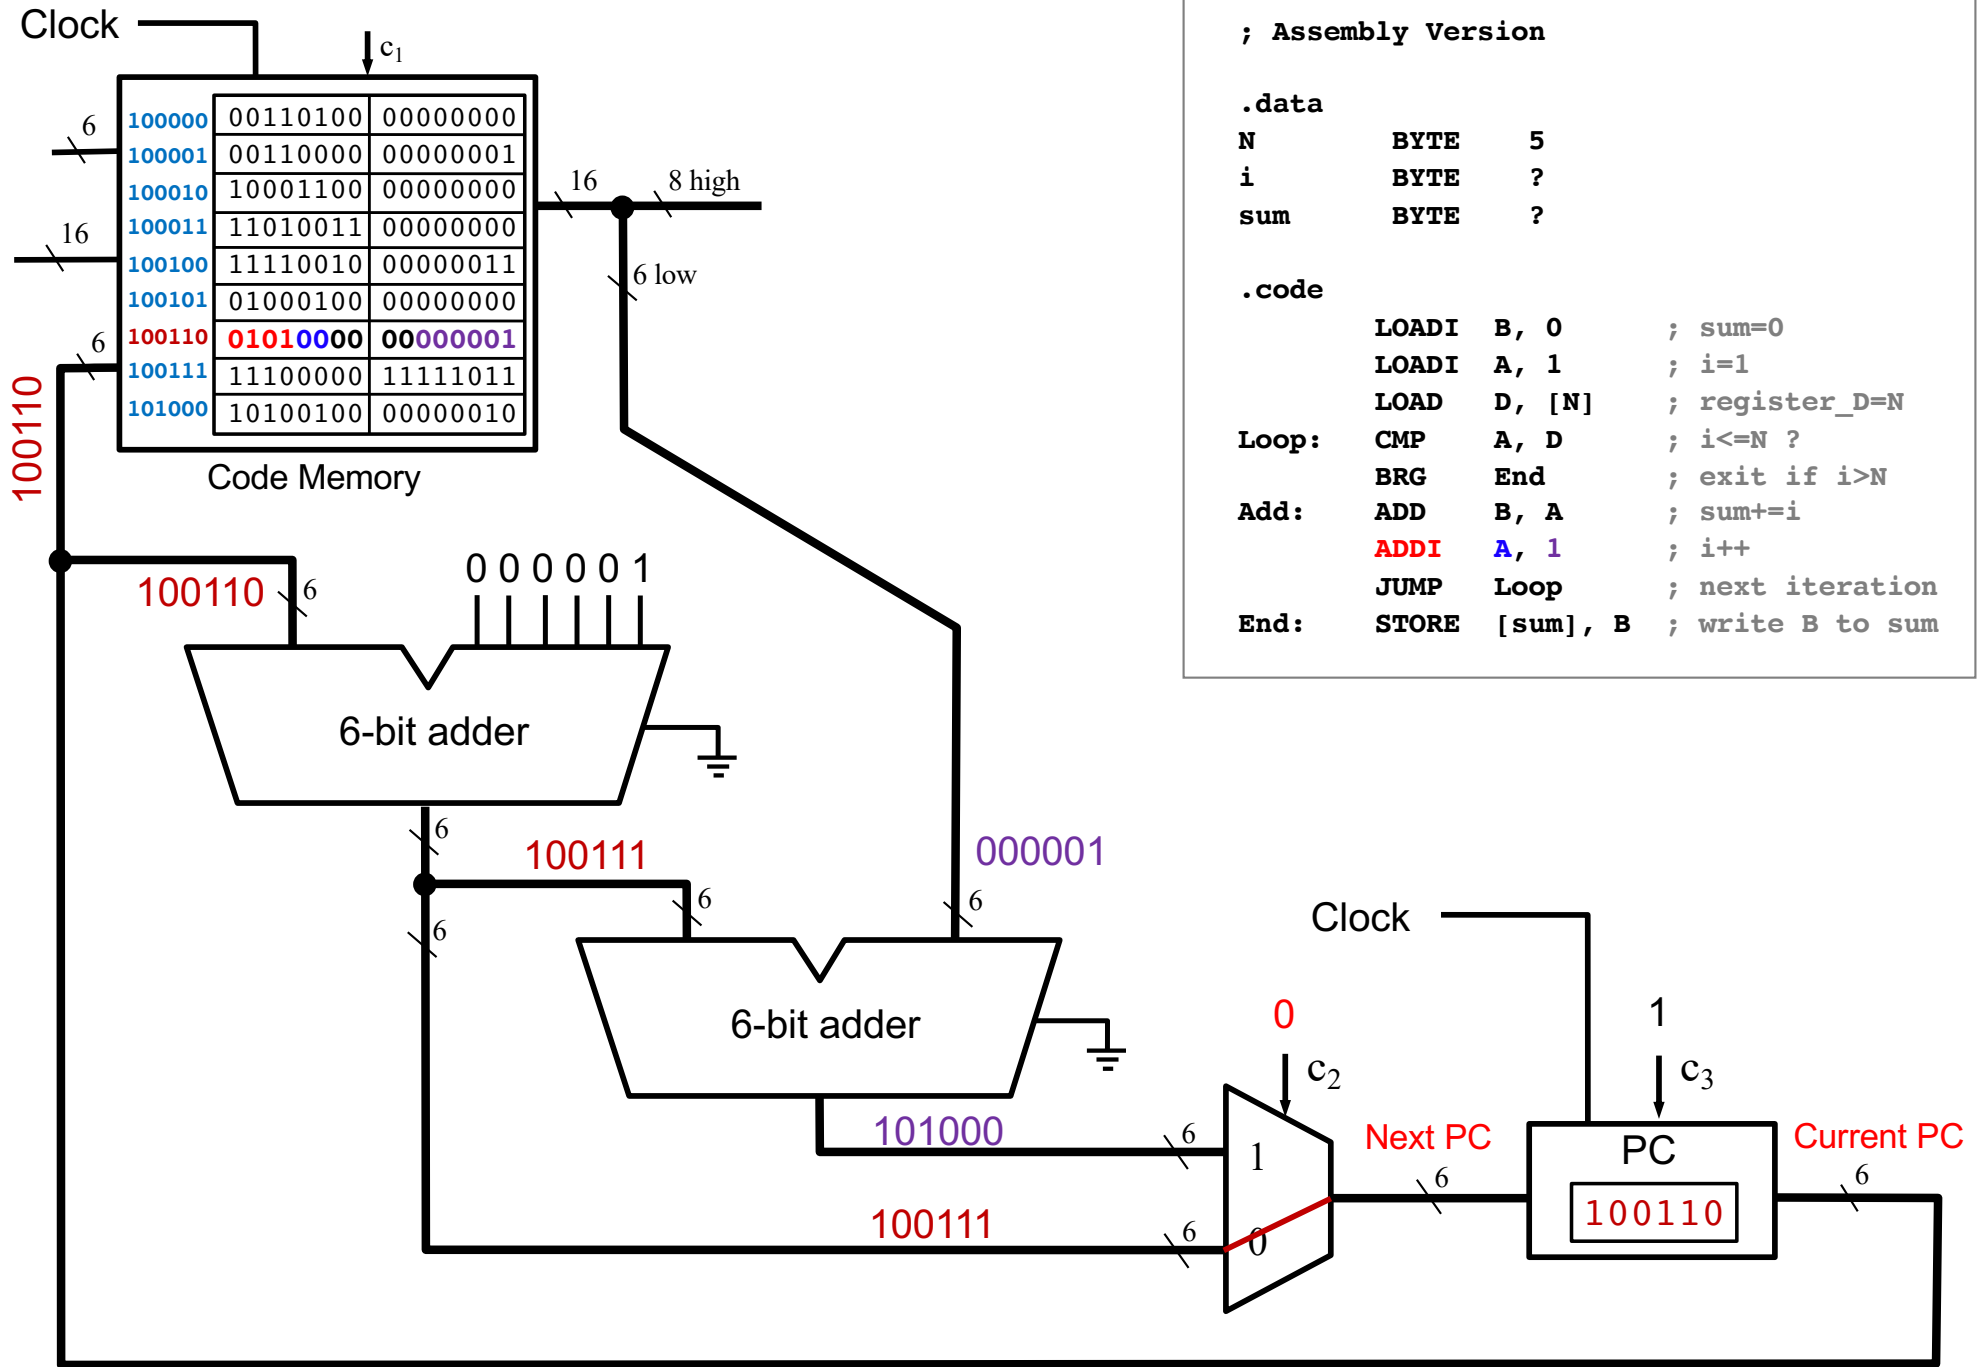 Clock
c1
6
16
6
100000 00110100 00000000
100001 00110000 00000001
100010 10001100 00000000
100011 11010011 00000000
100100 11110010 00000011
100101 01000100 00000000
100110 01010000 00000001
100111 11100000 11111011
101000 10100100 00000010
Code Memory
16
8 high
6 low
100110
100110
6
0 0 0 0 0 1
6-bit adder
6
100111
6
6
000001
6
6-bit adder
101000
6
100111
6
0
c2
1
0
Next PC
6
Clock
1
c3
PC
100110
Current PC
6
; Assembly Version
.data
N BYTE 5
i BYTE ?
sum BYTE ?
.code
LOADI B, 0 ; sum=0
LOADI A, 1 ; i=1
LOAD D, [N] ; register_D=N
Loop: CMP A, D ; i<=N ?
BRG End ; exit if i>N
Add: ADD B, A ; sum+=i
ADDI A, 1 ; i++
JUMP Loop ; next iteration
End: STORE [sum], B ; write B to sum